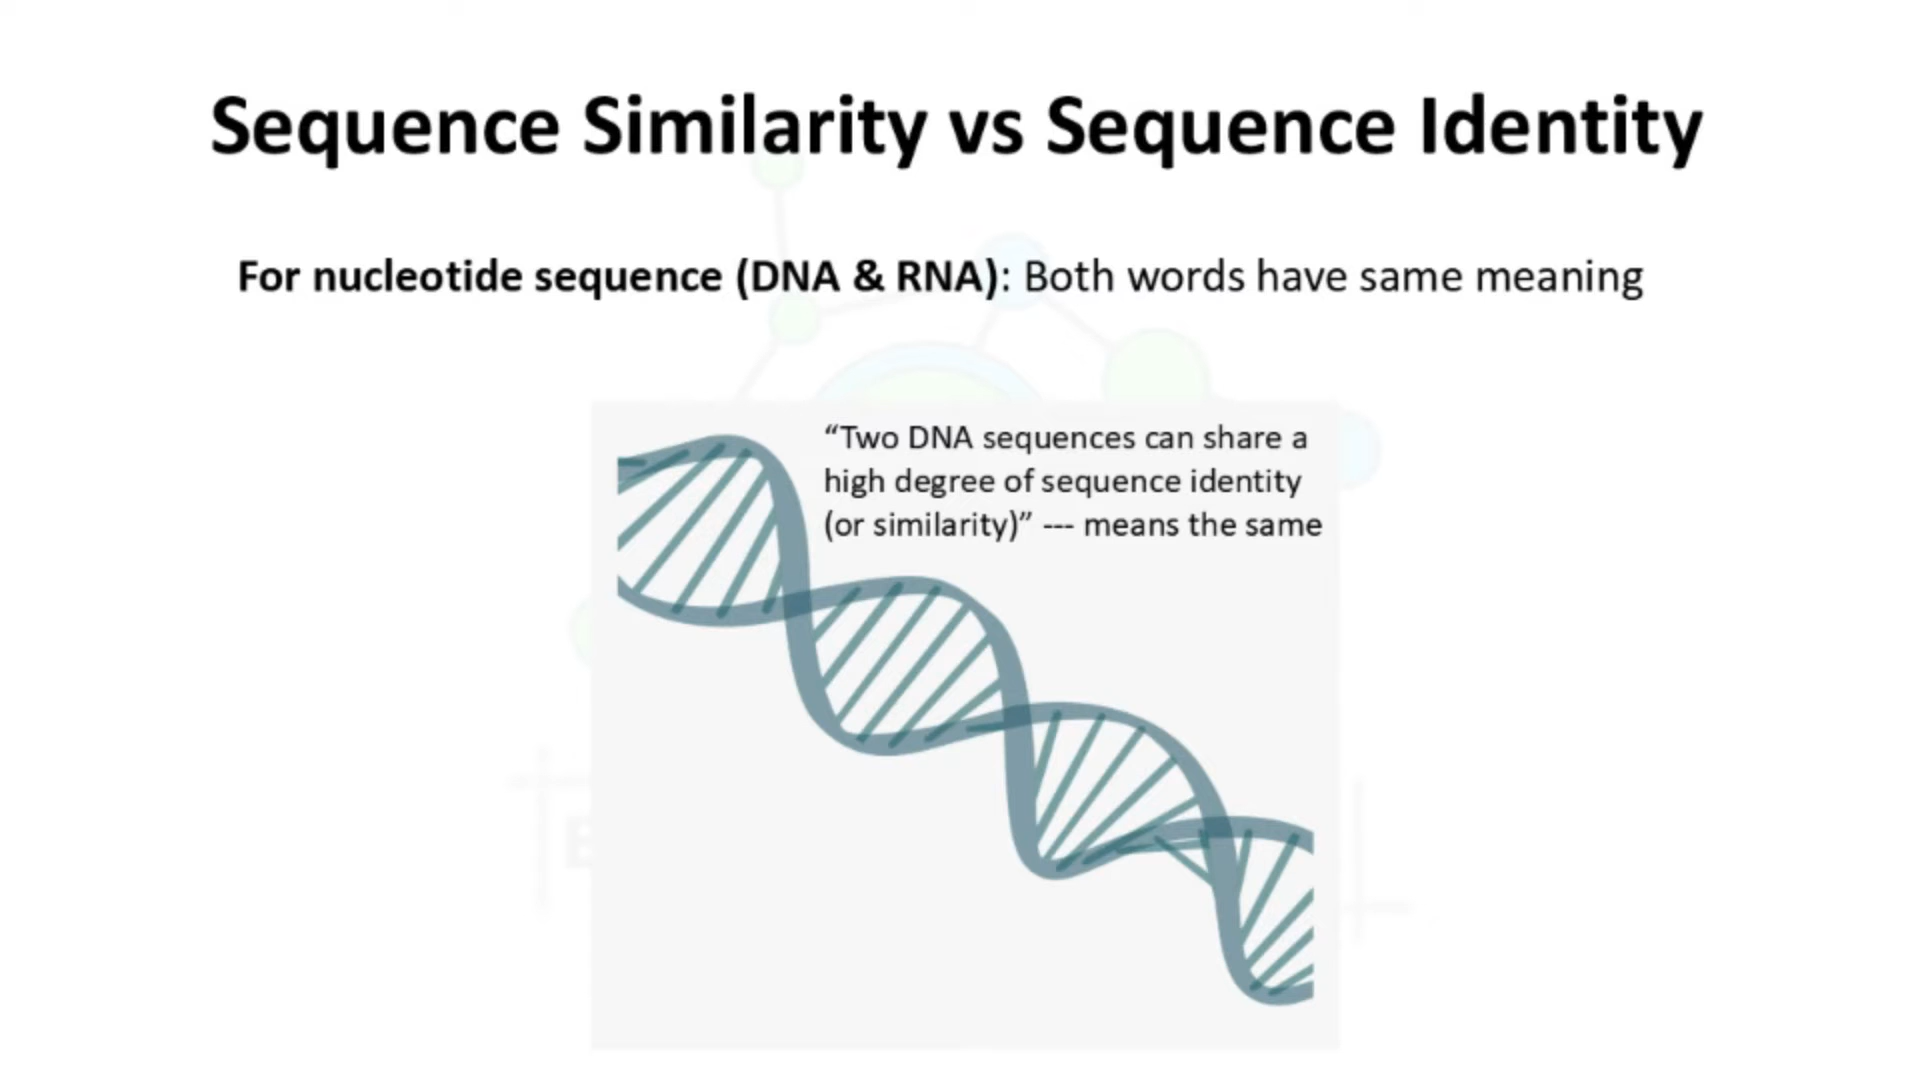 Sequence Similarity vs Sequence Identity
For nucleotide sequence (DNA & RNA): Both words have same meaning
“Two DNA sequences can share a
high degree of sequence identity
(or similarity)” --- means the same